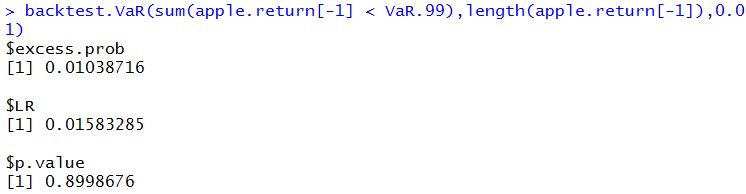 > backtest.VaR(sum(apple.return[-1] < VaR.99),length(apple.return[-1]),0.0
1)
$excess.prob
[1] 0.01038716
$LR
[1] 0.01583285
$p.value
[1] 0.8998676